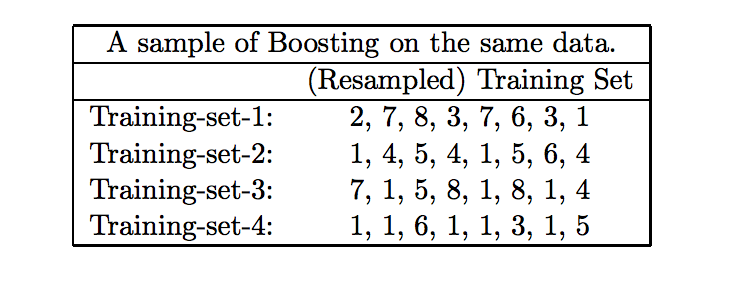 A sample of Boosting on the same data.
(Resampled) Training Set
Training-set-1: 2, 7, 8, 3, 7, 6, 3, 1
Training-set-2: 1, 4, 5, 4, 1, 5, 6, 4
Training-set-3: 7, 1, 5, 8, 1, 8, 1, 4
Training-set-4: 1, 1, 6, 1, 1, 3, 1, 5